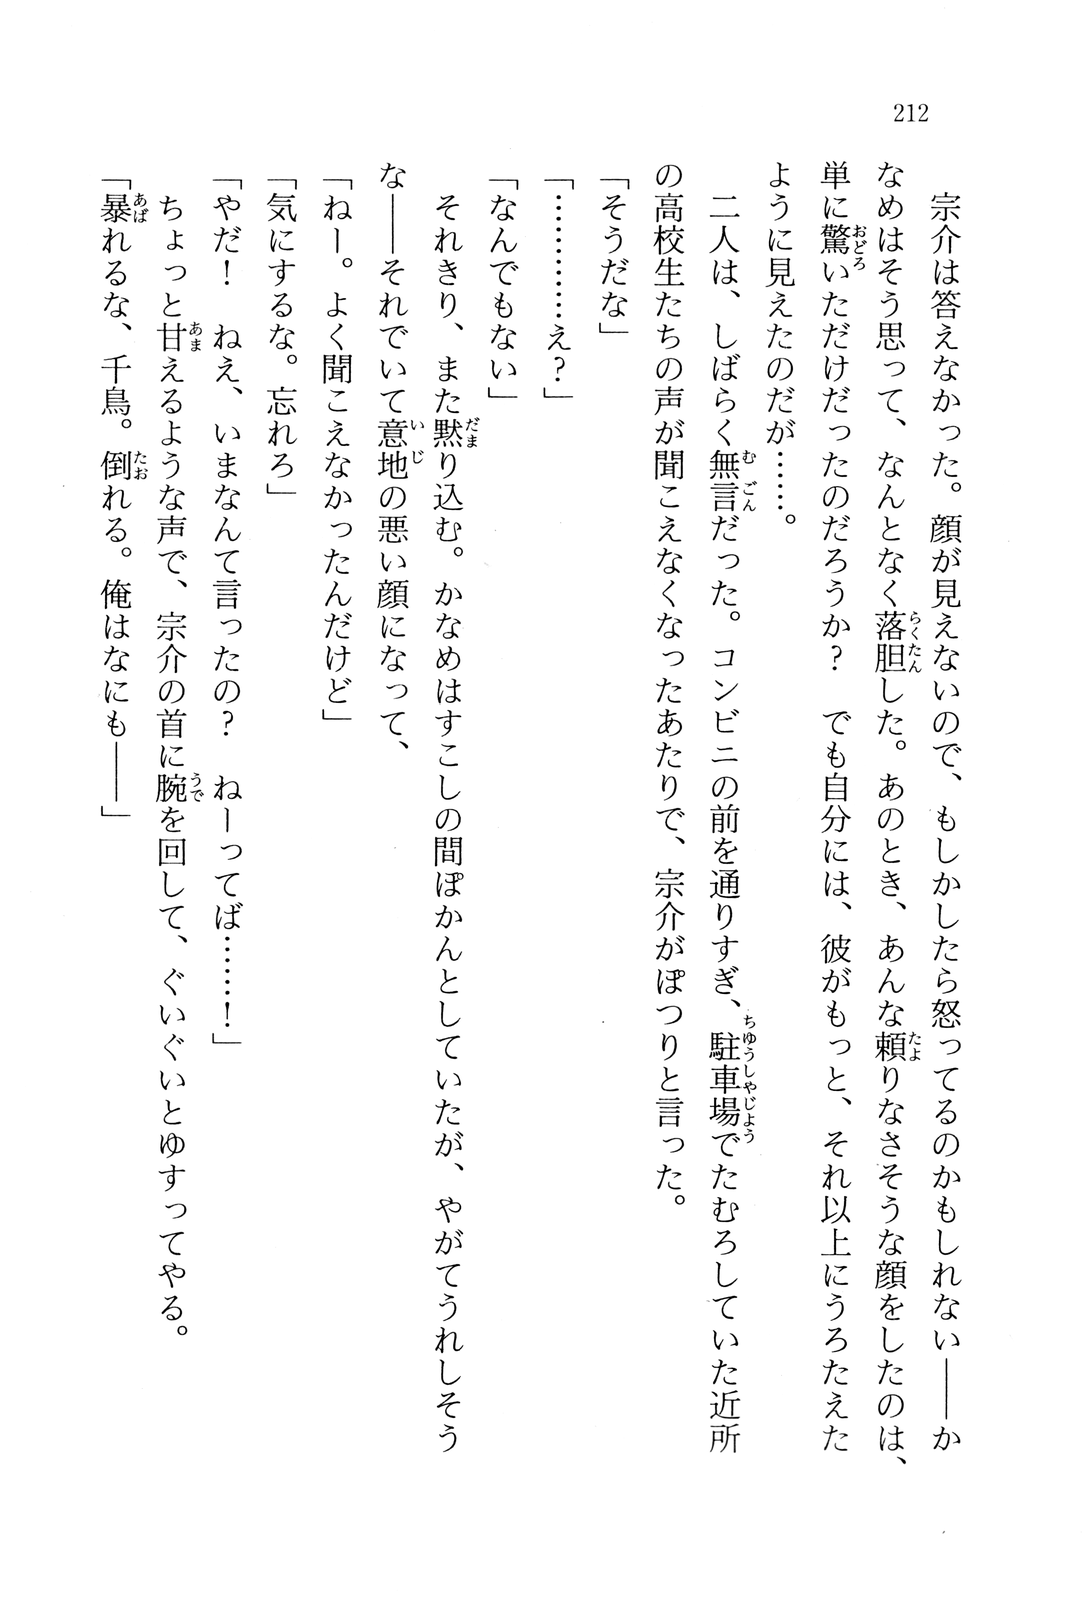 212
　宗介は答えなかった。顔が見えないので、もしかしたら怒ってるのかもしれない――か
なめはそう思って、なんとなく落胆した。あのとき、あんな頼りなさそうな顔をしたのは、
単に驚いただけだったのだろうか？　でも自分には、彼がもっと、それ以上にうろたえた
ように見えたのだが……。
　二人は、しばらく無言だった。コンビニの前を通りすぎ、駐車場でたむろしていた近所
の高校生たちの声が聞こえなくなったあたりで、宗介がぽつりと言った。
「そうだな」
「…………え？」
「なんでもない」
　それきり、また黙り込む。かなめはすこしの間ぽかんとしていたが、やがてうれしそう
な――それでいて意地の悪い顔になって、
「ねー。よく聞こえなかったんだけど」
「気にするな。忘れろ」
「やだ！　ねえ、いまなんて言ったの？　ねーってば……！」
　ちょっと甘えるような声で、宗介の首に腕を回して、ぐいぐいとゆすってやる。
「暴れるな、千鳥。倒れる。俺はなにも――」